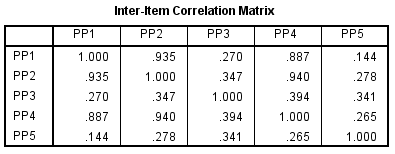 Inter-Item Correlation Matrix
PP1 PP2 PP3 PP4 PP5
PP1 1.000 .935 .270 .887 .144
PP2 .935 1.000 .347 .940 .278
PP3 .270 .347 1.000 .394 .341
PP4 .887 .940 .394 1.000 .265
PP5 .144 .278 .341 .265 1.000